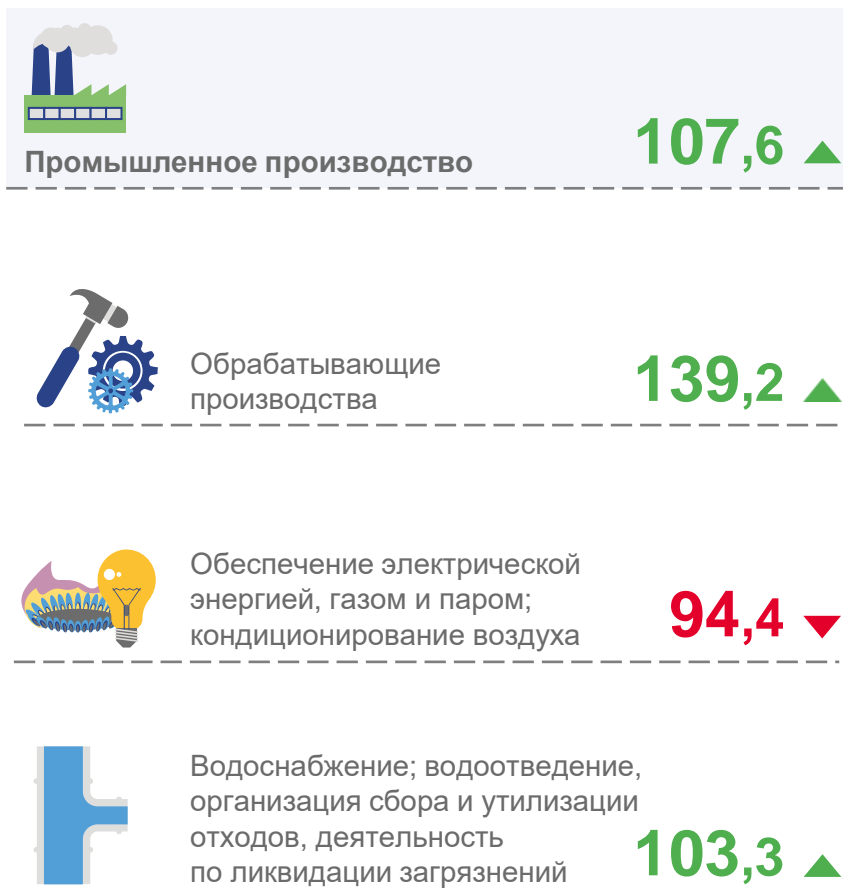 Промышленное производство
107,6
Обрабатывающие
производства
139,2
Обеспечение электрической
энергией, газом и паром;
кондиционирование воздуха
94,4
Водоснабжение; водоотведение,
организация сбора и утилизации
отходов, деятельность
по ликвидации загрязнений
103,3